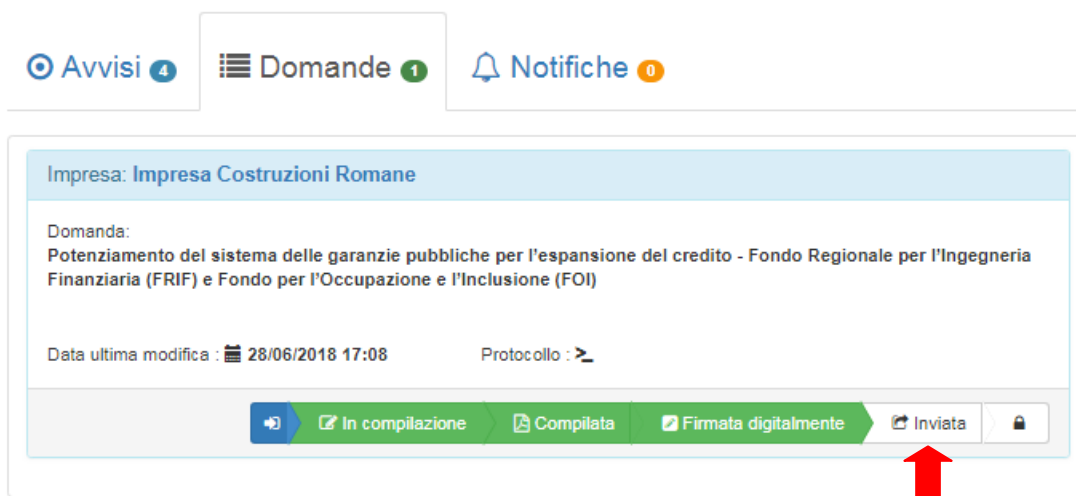 Avvisi 4 Domande 1 Notifiche 0
Impresa: Impresa Costruzioni Romane
Domanda:
Potenziamento del sistema delle garanzie pubbliche per l'espansione del credito - Fondo Regionale per l'Ingegneria
Finanziaria (FRIF) e Fondo per l'Occupazione e l'Inclusione (FOI)
Data ultima modifica : 28/06/2018 17:08 Protocollo :
In compilazione Compilata Firmata digitalmente Inviata